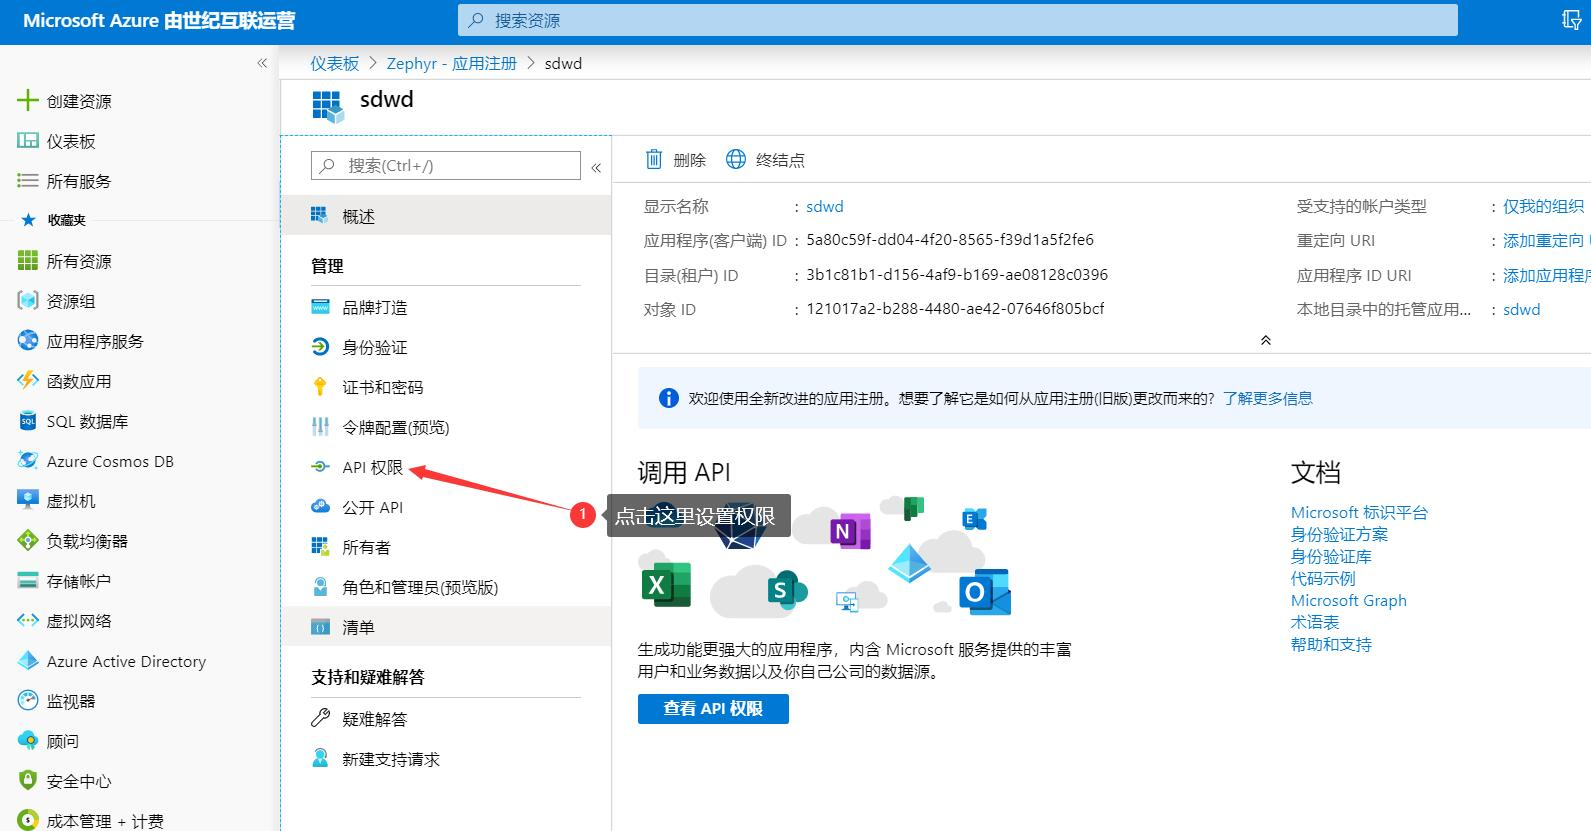 Microsoft Azure 由世纪互联运营
搜索资源
创建资源
仪表板
所有服务
收藏夹
所有资源
资源组
应用程序服务
函数应用
SQL 数据库
Azure Cosmos DB
虚拟机
负载均衡器
存储帐户
虚拟网络
Azure Active Directory
监视器
顾问
安全中心
成本管理 + 计费
仪表板 > Zephyr - 应用注册 > sdwd
sdwd
搜索(Ctrl+/)
概述
管理
品牌打造
身份验证
证书和密码
令牌配置(预览)
API 权限
公开 API
所有者
角色和管理员(预览版)
清单
支持和疑难解答
疑难解答
新建支持请求
1
点击这里设置权限
删除 终结点
显示名称 : sdwd
应用程序(客户端) ID : 5a80c59f-dd04-4f20-8565-f39d1a5f2fe6
目录(租户) ID : 3b1c81b1-d156-4af9-b169-ae08128c0396
对象 ID : 121017a2-b288-4480-ae42-07646f805bcf
受支持的帐户类型 : 仅我的组织
重定向 URI : 添加重定向
应用程序 ID URI : 添加应用程序
本地目录中的托管应用... : sdwd
欢迎使用全新改进的应用注册。想要了解它是如何从应用注册(旧版)更改而来的? 了解更多信息
调用 API
N
E
X
S
O
生成功能更强大的应用程序，内含 Microsoft 服务提供的丰富
用户和业务数据以及你自己公司的数据源。
查看 API 权限
文档
Microsoft 标识平台
身份验证方案
身份验证库
代码示例
Microsoft Graph
术语表
帮助和支持